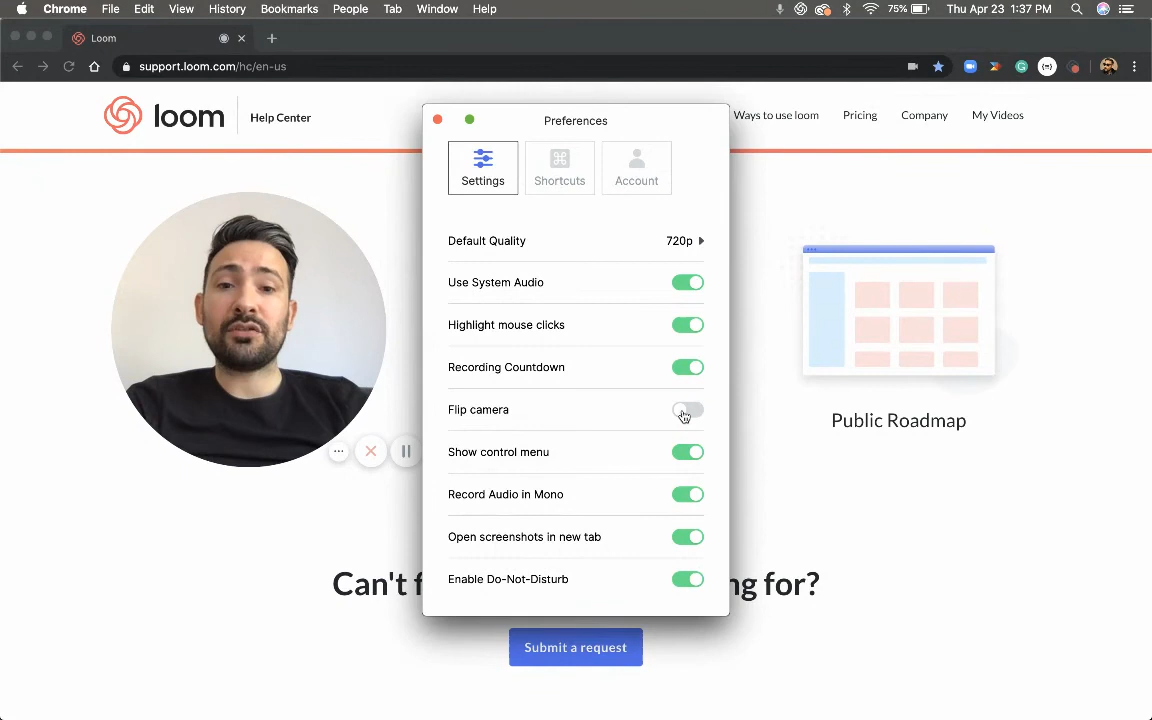 Chrome File Edit View History Bookmarks People Tab Window Help 75% Thu Apr 23 1:37 PM
Loom
support.loom.com/hc/en-us
loom Help Center Ways to use loom Pricing Company My Videos
Preferences
Settings Shortcuts Account
Default Quality 720p
Use System Audio
Highlight mouse clicks
Recording Countdown
Flip camera
Public Roadmap
Show control menu
Record Audio in Mono
Open screenshots in new tab
Enable Do-Not-Disturb
Can't f ng for?
Submit a request